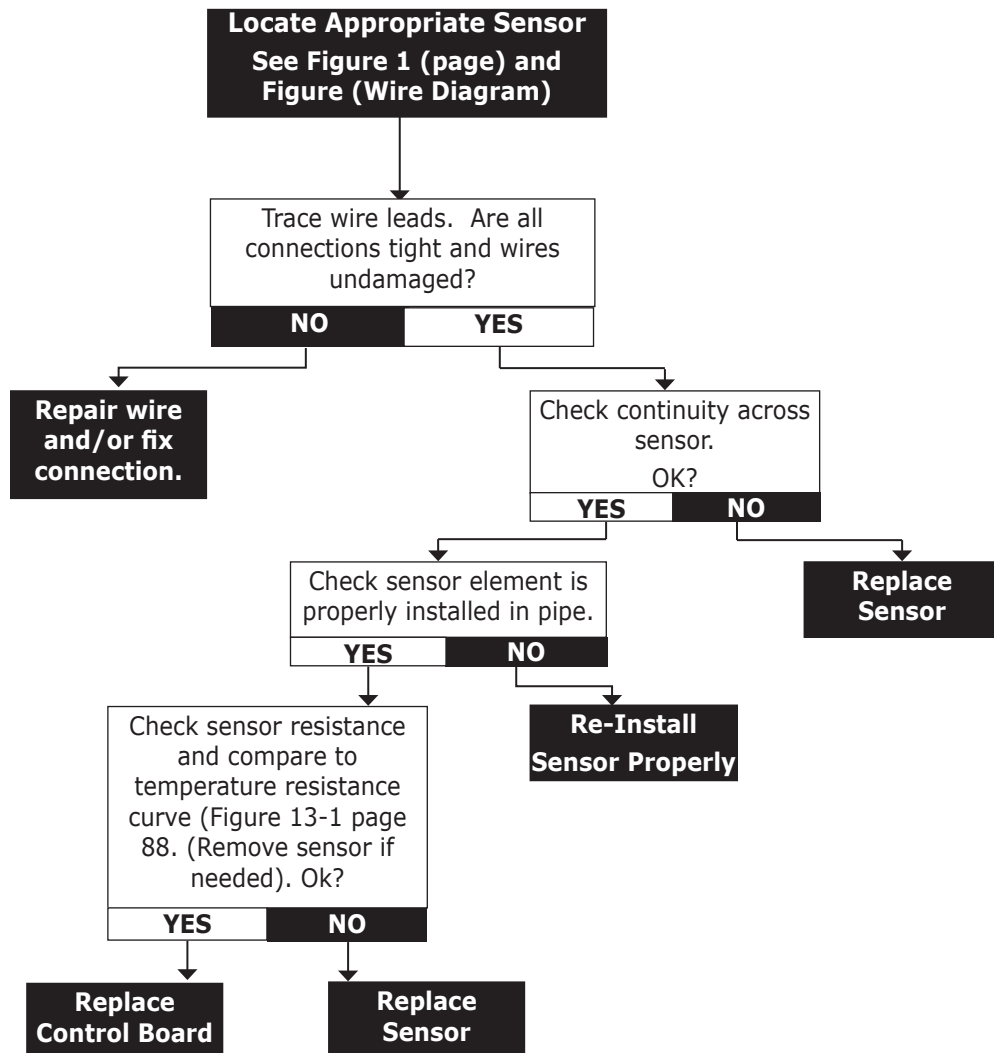 Locate Appropriate Sensor
See Figure 1 (page) and
Figure (Wire Diagram)
Trace wire leads. Are all
connections tight and wires
undamaged?
NO
YES
Repair wire
and/or fix
connection.
Check continuity across
sensor.
OK?
YES
NO
Check sensor element is
properly installed in pipe.
YES
NO
Replace
Sensor
Check sensor resistance
and compare to
temperature resistance
curve (Figure 13-1 page
88. (Remove sensor if
needed). Ok?
YES
NO
Re-Install
Sensor Properly
Replace
Control Board
Replace
Sensor